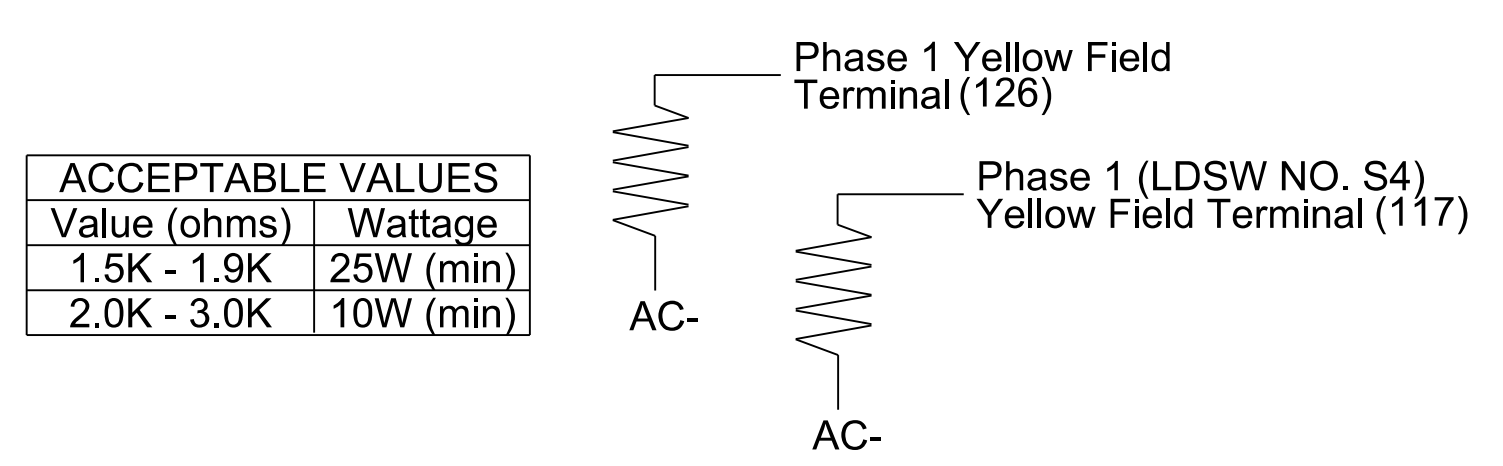 Phase 1 Yellow Field
Terminal (126)
ACCEPTABLE VALUES
Value (ohms) Wattage
1.5K - 1.9K 25W (min)
2.0K - 3.0K 10W (min)
Phase 1 (LDSW NO. S4)
Yellow Field Terminal (117)
AC-
AC-